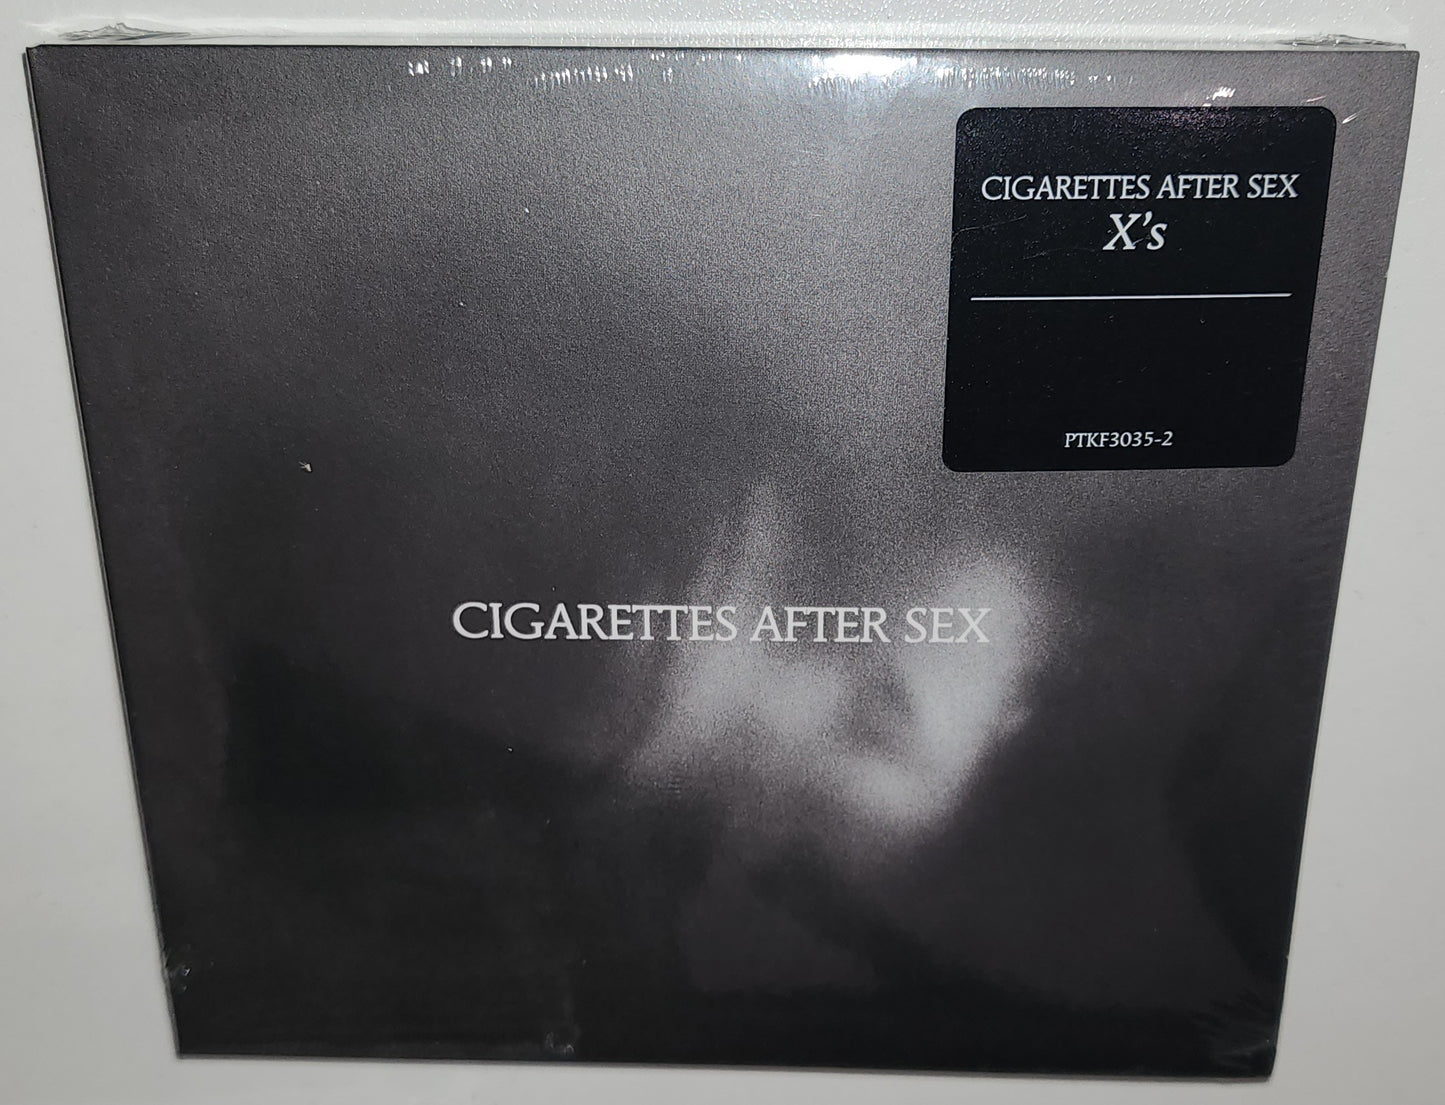 CIGARETTES AFTER SEX
X's
PTKF3035-2
CIGARETTES AFTER SEX